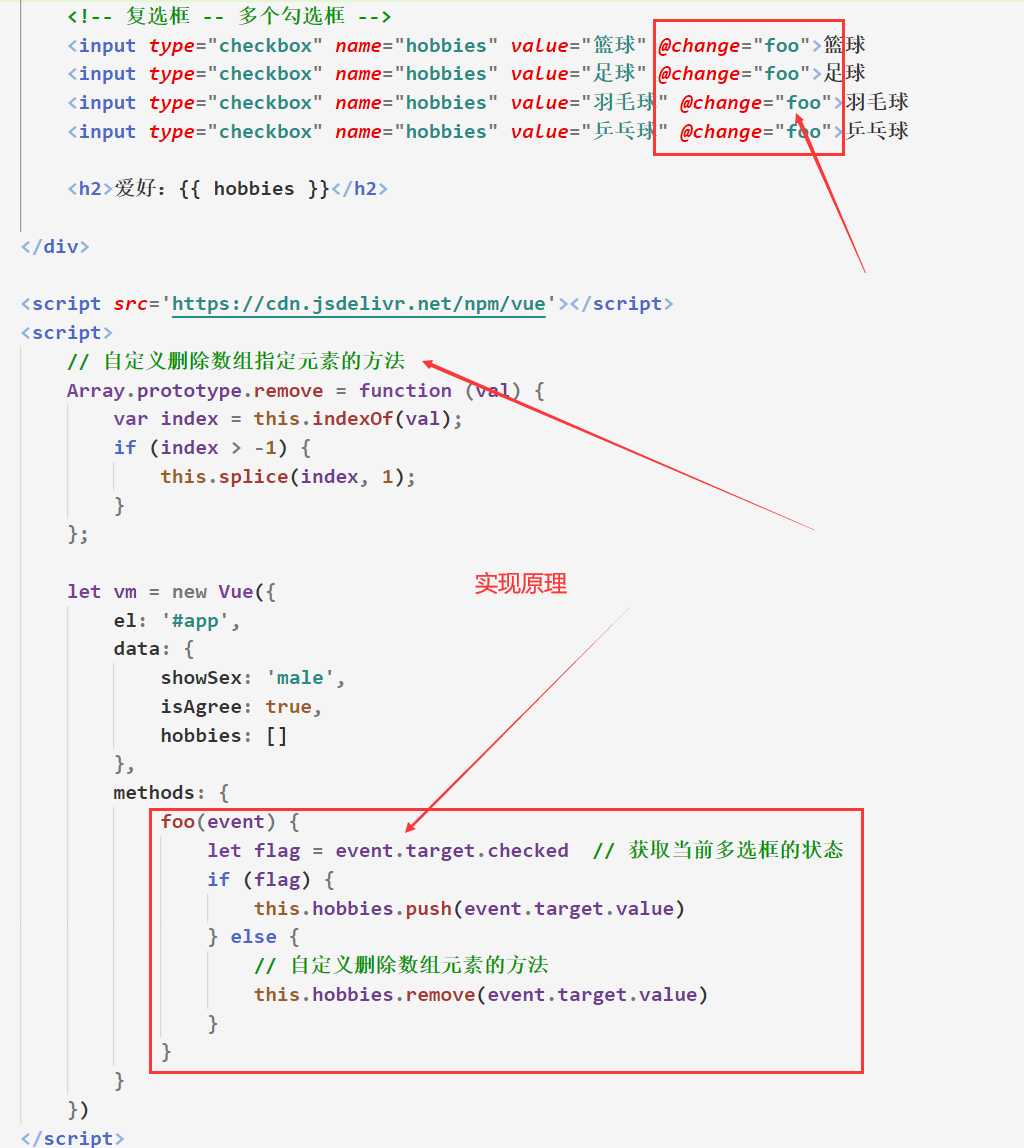 <!-- 复选框 -- 多个勾选框 -->
<input type="checkbox" name="hobbies" value="篮球" @change="foo">篮球
<input type="checkbox" name="hobbies" value="足球" @change="foo">足球
<input type="checkbox" name="hobbies" value="羽毛球" @change="foo">羽毛球
<input type="checkbox" name="hobbies" value="乒乓球" @change="foo">乒乓球
<h2>爱好：{{ hobbies }}</h2>
</div>
<script src='https://cdn.jsdelivr.net/npm/vue'></script>
<script>
// 自定义删除数组指定元素的方法
Array.prototype.remove = function (val) {
var index = this.indexOf(val);
if (index > -1) {
this.splice(index, 1);
}
};
实现原理
let vm = new Vue({
el: '#app',
data: {
showSex: 'male',
isAgree: true,
hobbies: []
},
methods: {
foo(event) {
let flag = event.target.checked  // 获取当前多选框的状态
if (flag) {
this.hobbies.push(event.target.value)
} else {
// 自定义删除数组元素的方法
this.hobbies.remove(event.target.value)
}
}
}
})
</script>